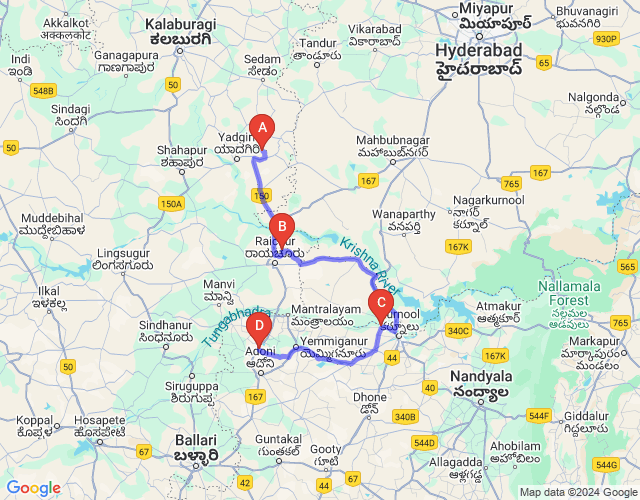 Akkalkot
ಅಕ್ಕಲಕೋಟ
Kalaburagi
ಕಲಬುರಗಿ
Miyapur
మియాపూర్
Bhuvanagiri
భువనగిరి
Vikarabad
వికారాబాద్
Tandur
తాండూరు
Hyderabad
హైదరాబాద్
930P
Ganagapura
ಗಾಣಗಾಪುರ
Indi
ಇಂಡಿ
Sedam
ಸೇಡಂ
65
50
548B
Nalgonda
నల్గొండ
Sindagi
ಸಿಂದಗಿ
A
Yadgir
ಯಾದಗಿರಿ
Mahbubnagar
మహబూబ్‌నగర్
50
Shahapur
ಶಹಾಪುರ
167
765
150
150A
Nagarkurnool
నాగర్
కర్నూల్
Wanaparthy
వనపర్తి
Muddebihal
ಮುದ್ದೇಬಿಹಾಳ
B
Raichur
ರಾಯಚೂರು
Krishna River
167K
Lingsugur
ಲಿಂಗಸಗೂರು
565
765
Ilkal
ಇಳಕಲ್ಲ
Manvi
ಮಾನ್ವಿ
Nallamala
Forest
నల్లమల
అడవులు
C
Kurnool
కర్నూలు
Atmakur
ఆత్మకూర్
Mantralayam
మంత్రాలయం
Tungabhadra
D
340C
Sindhanur
ಸಿಂಧನೂರು
Yemmiganur
యెమ్మిగనూరు
Adoni
ఆదోని
44
167K
Markapur
మార్కాపురం
మండలం
50
Siruguppa
ಶಿರುಗುಪ್ಪ
40
Nandyala
నంద్యాల
167
Dhone
డోన్
340B
544F
Giddalur
గిద్దలూరు
Koppal
ಕೊಪ್ಪಳ
Hosapete
ಹೊಸಪೇಟೆ
67
Ballari
ಬಳ್ಳಾರಿ
Guntakal
గుంతకల్
Gooty
గూటి
544D
Ahobilam
అహోబిలం
Allagadda
ఆళ్లగడ్డ
67
544G
42
44
Google
Map data ©2024 Google